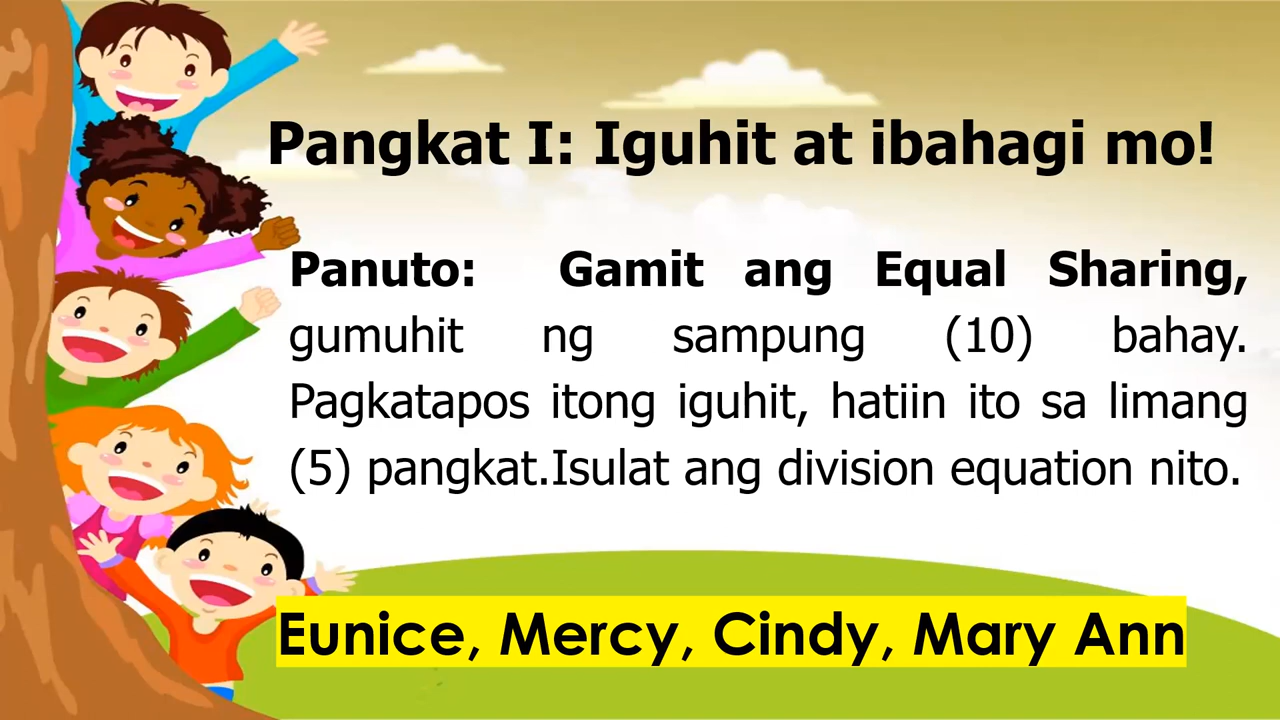 Pangkat I: Iguhit at ibahagi mo!
Panuto: Gamit ang Equal Sharing,
gumuhit ng sampung (10) bahay.
Pagkatapos itong iguhit, hatiin ito sa limang
(5) pangkat.Isulat ang division equation nito.
Eunice, Mercy, Cindy, Mary Ann